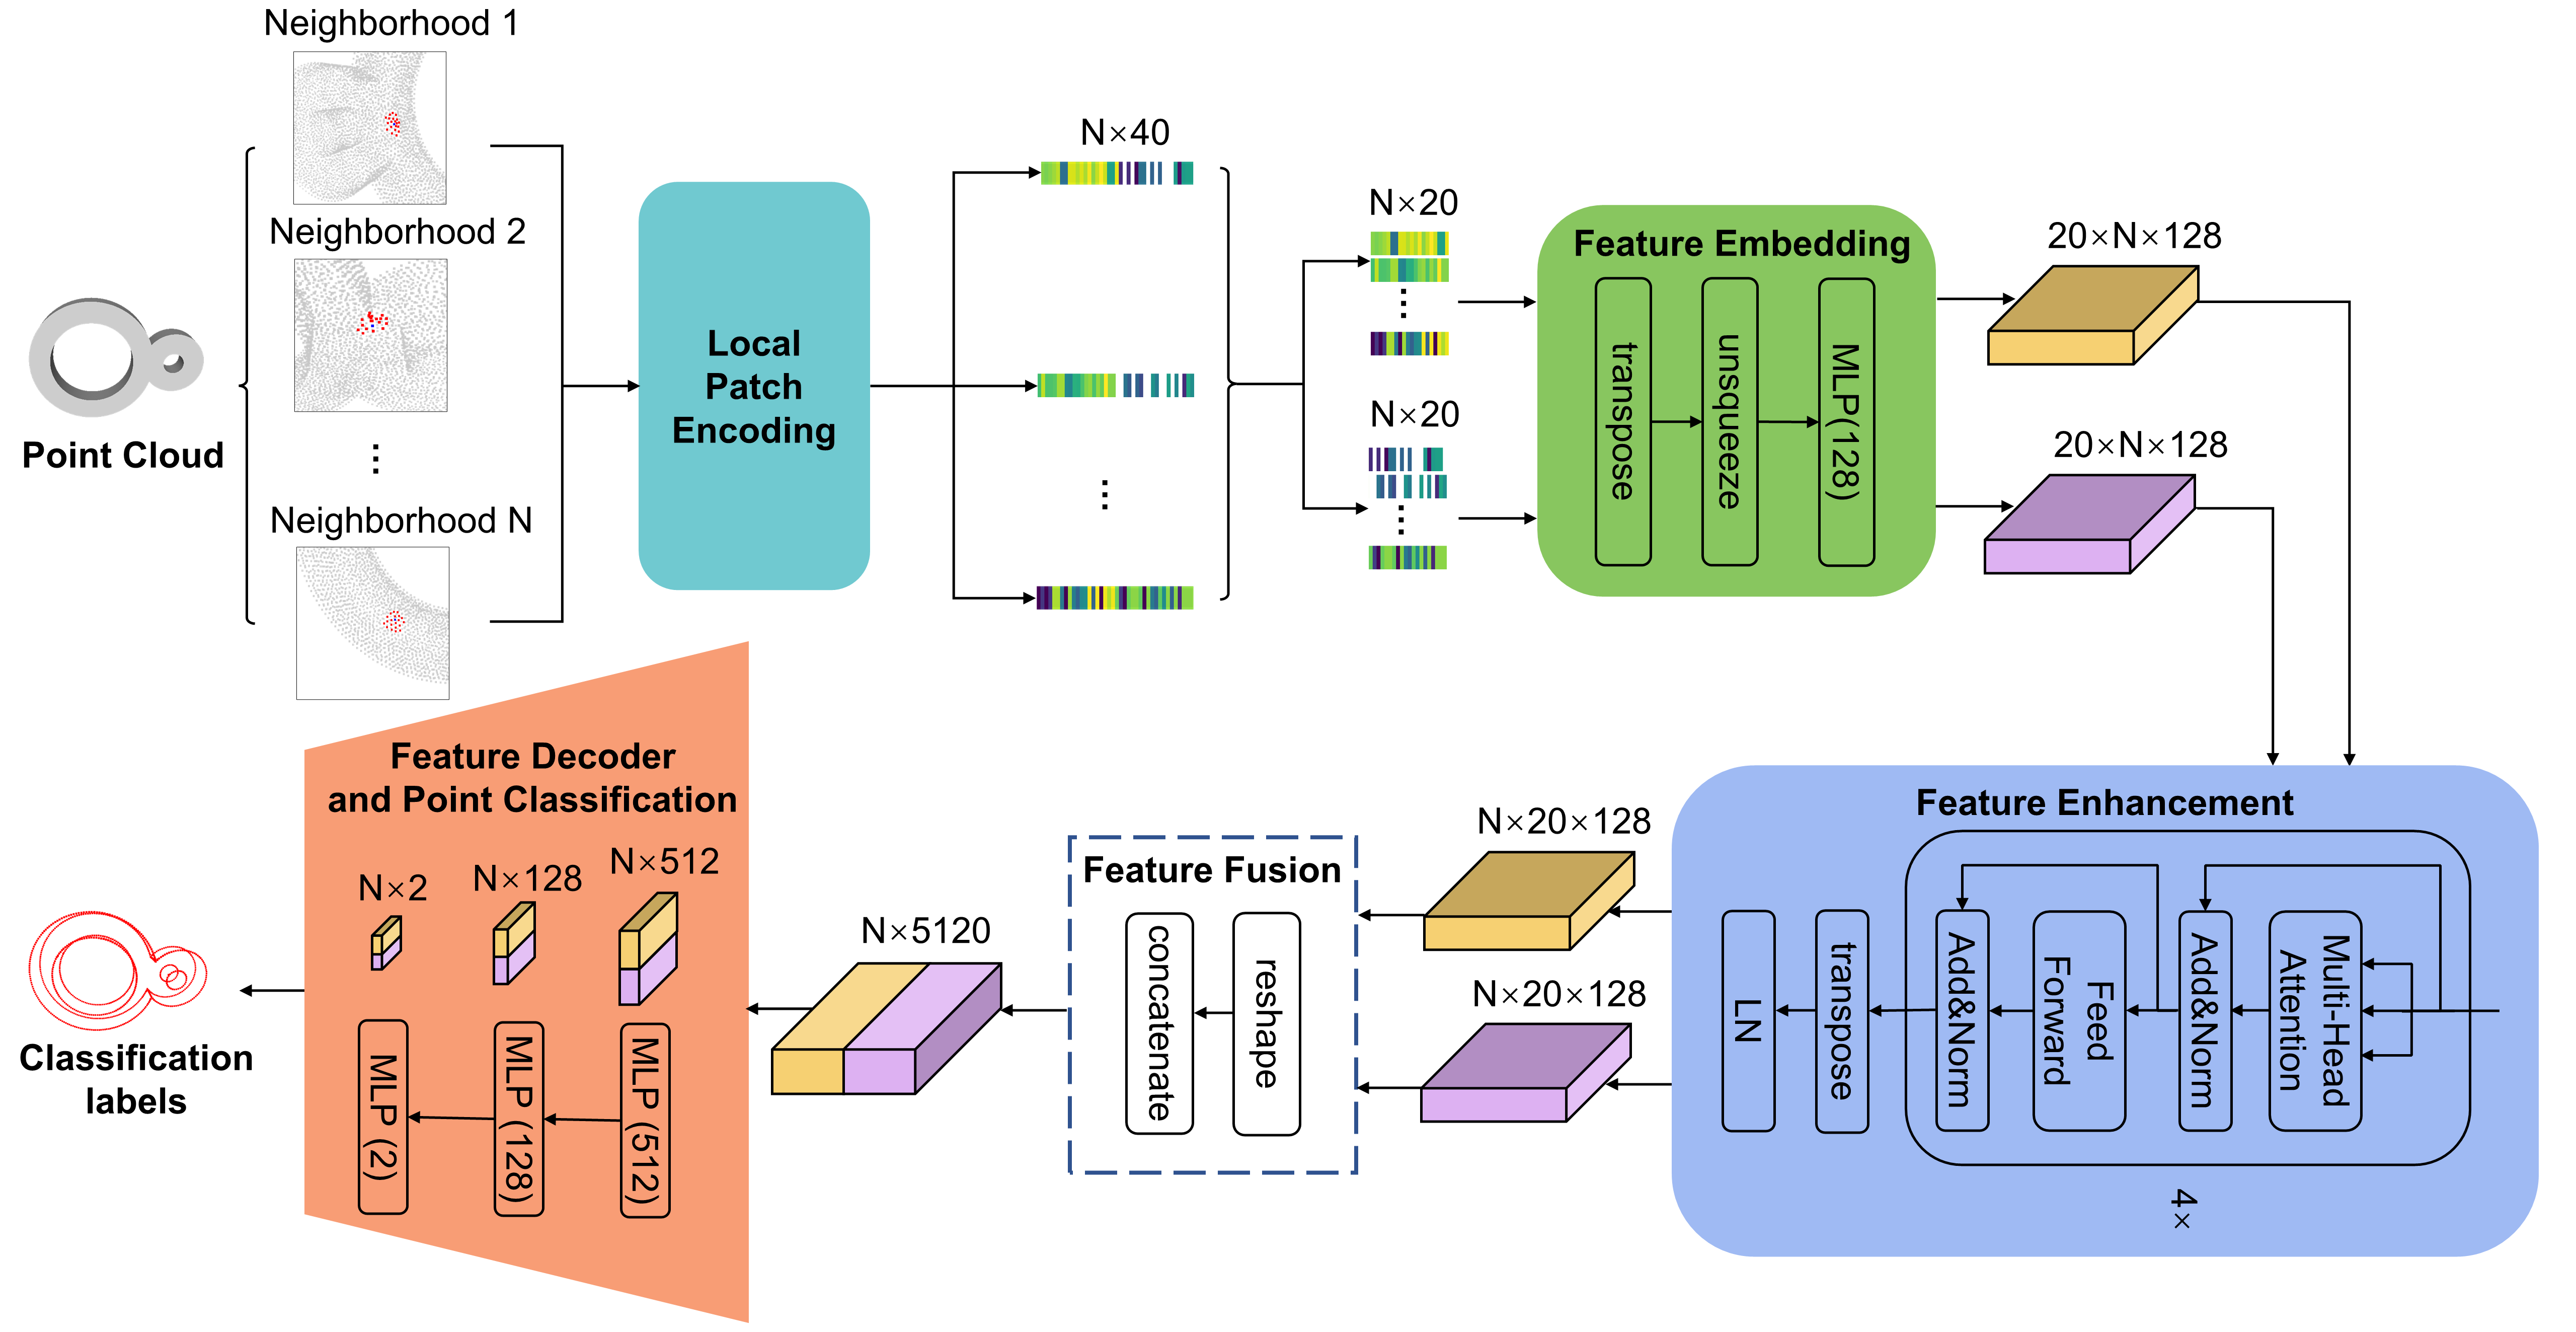 Neighborhood 1
Neighborhood 2
Neighborhood N
Point Cloud
Local
Patch
Encoding
N×40
N×20
N×20
Feature Embedding
transpose
unsqueeze
MLP(128)
20×N×128
20×N×128
Feature Enhancement
Multi-Head
Attention
Add&Norm
Feed
Forward
Add&Norm
transpose
LN
4×
N×20×128
N×20×128
Feature Fusion
reshape
concatenate
N×5120
Feature Decoder
and Point Classification
N×512
N×128
N×2
MLP (512)
MLP (128)
MLP (2)
Classification
labels